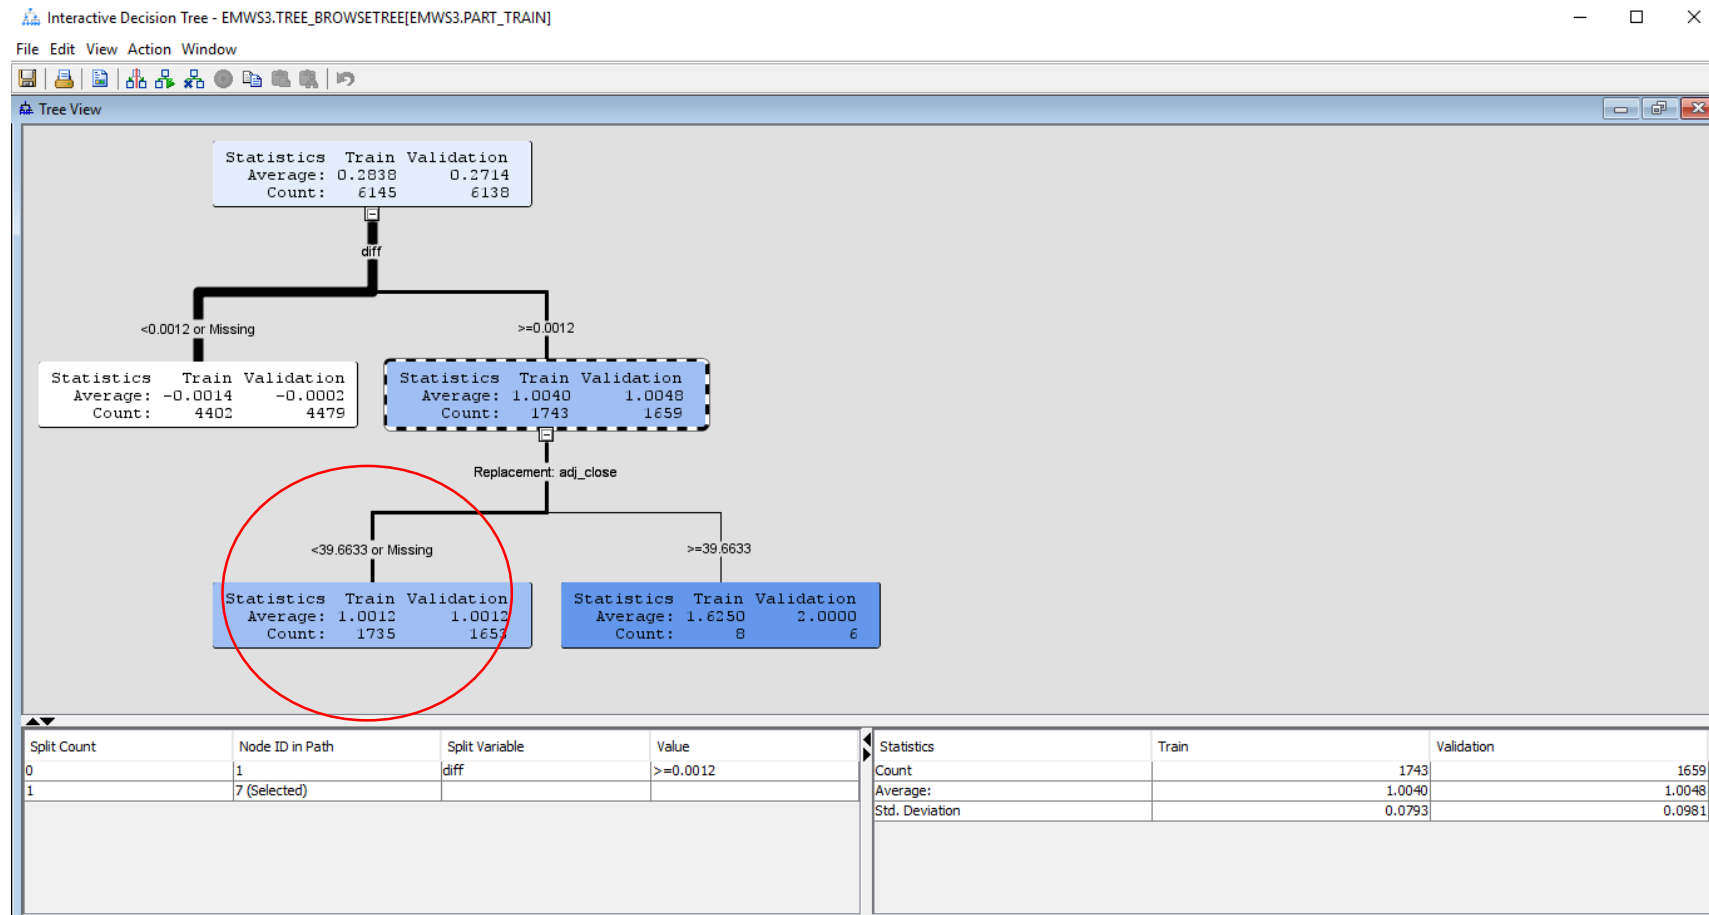 Interactive Decision Tree - EMWS3.TREE_BROWSETREE[EMWS3.PART_TRAIN]
File Edit View Action Window
Tree View
Statistics Train Validation
Average: 0.2838 0.2714
Count: 6145 6138
diff
<0.0012 or Missing
>=0.0012
Statistics Train Validation
Average: -0.0014 -0.0002
Count: 4402 4479
Statistics Train Validation
Average: 1.0040 1.0048
Count: 1743 1659
Replacement: adj_close
<39.6633 or Missing
>=39.6633
Statistics Train Validation
Average: 1.0012 1.0012
Count: 1735 1653
Statistics Train Validation
Average: 1.6250 2.0000
Count: 8 6
Split Count Node ID in Path Split Variable Value
0 1 diff >=0.0012
1 7 (Selected)
Statistics Train Validation
Count 1743 1659
Average: 1.0040 1.0048
Std. Deviation 0.0793 0.0981